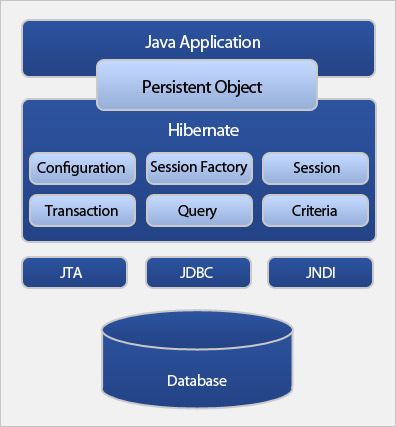 Java Application
Persistent Object
Hibernate
Configuration
Session Factory
Session
Transaction
Query
Criteria
JTA
JDBC
JNDI
Database